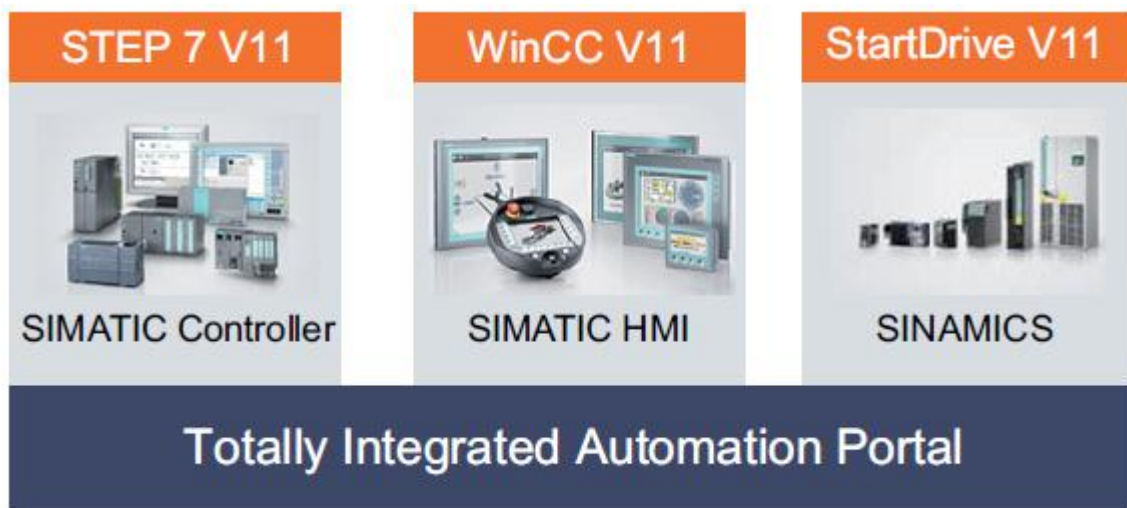 STEP 7 V11
WinCC V11
StartDrive V11
SIMATIC Controller
SIMATIC HMI
SINAMICS
Totally Integrated Automation Portal